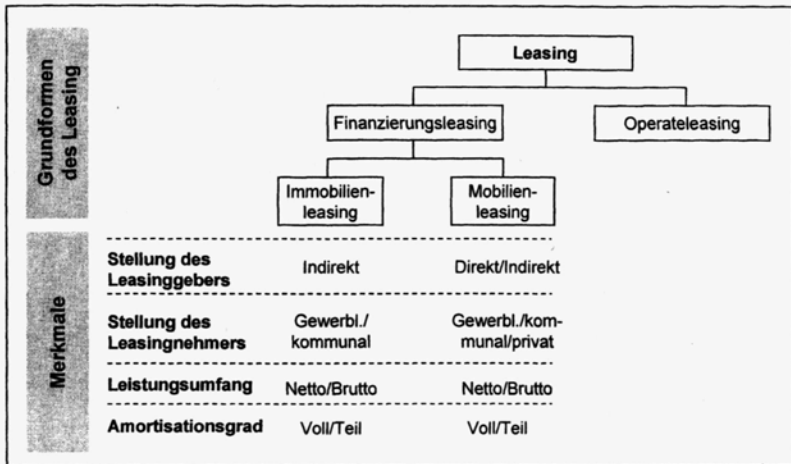 Grundformen
des Leasing
Leasing
Finanzierungsleasing
Operateleasing
Immobilien-
leasing
Mobilien-
leasing
Merkmale
Stellung des
Leasinggebers
Indirekt
Direkt/Indirekt
Stellung des
Leasingnehmers
Gewerbl./
kommunal
Gewerbl./kom-
munal/privat
Leistungsumfang
Netto/Brutto
Netto/Brutto
Amortisationsgrad
Voll/Teil
Voll/Teil